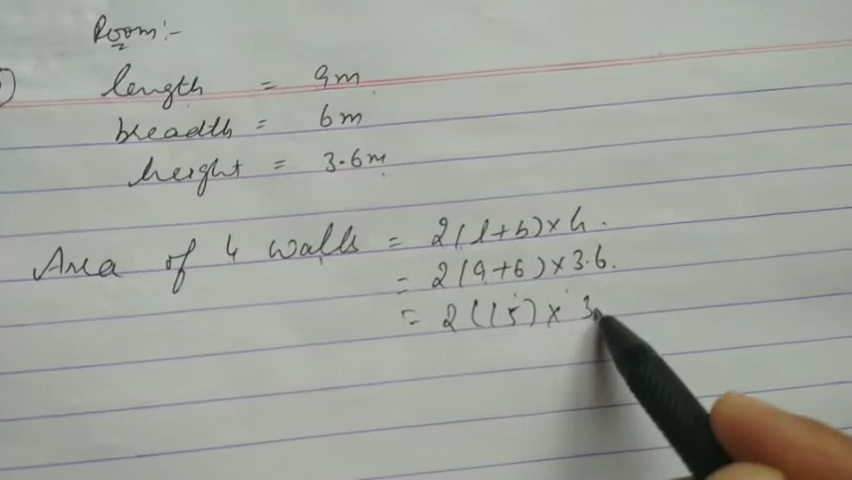 Room:-
length = 9m
breadth = 6m
height = 3.6m
Area of 4 walls = 2(l+b)×h.
= 2(9+6)×3.6.
= 2(15)× 3.